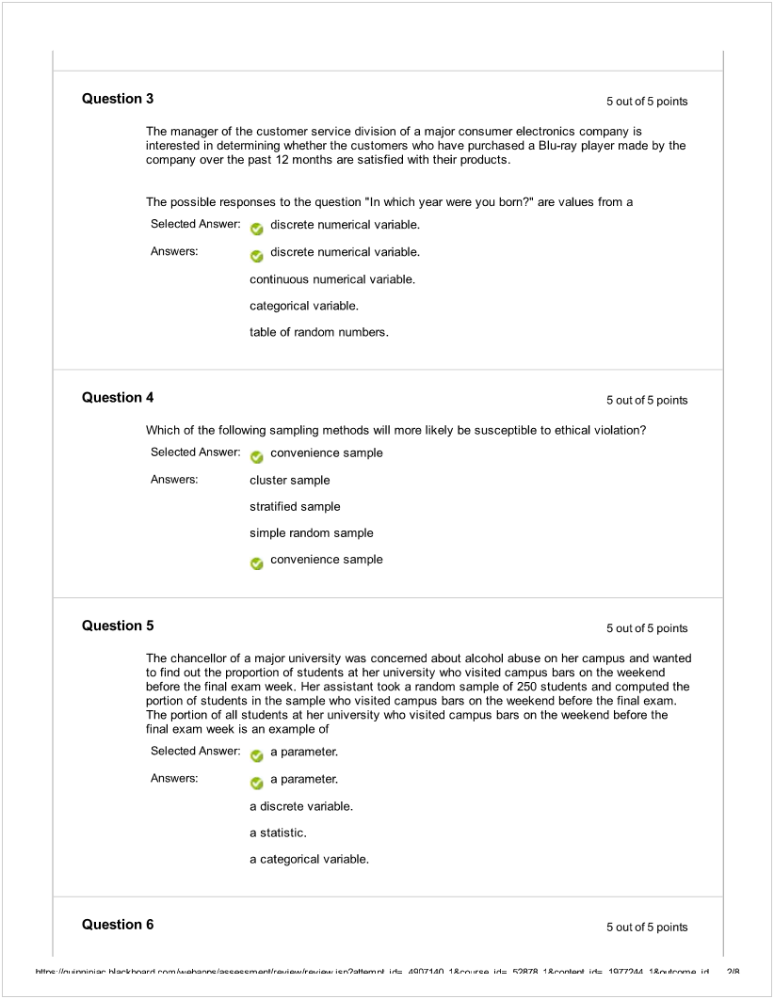 Question 3
5 out of 5 points
The manager of the customer service division of a major consumer electronics company is
interested in determining whether the customers who have purchased a Blu-ray player made by the
company over the past 12 months are satisfied with their products.
The possible responses to the question "In which year were you born?" are values from a
Selected Answer: discrete numerical variable.
Answers: discrete numerical variable.
continuous numerical variable.
categorical variable.
table of random numbers.
Question 4
5 out of 5 points
Which of the following sampling methods will more likely be susceptible to ethical violation?
Selected Answer: convenience sample
Answers: cluster sample
stratified sample
simple random sample
convenience sample
Question 5
5 out of 5 points
The chancellor of a major university was concerned about alcohol abuse on her campus and wanted
to find out the proportion of students at her university who visited campus bars on the weekend
before the final exam week. Her assistant took a random sample of 250 students and computed the
portion of students in the sample who visited campus bars on the weekend before the final exam.
The portion of all students at her university who visited campus bars on the weekend before the
final exam week is an example of
Selected Answer: a parameter.
Answers: a parameter.
a discrete variable.
a statistic.
a categorical variable.
Question 6
5 out of 5 points
https://quinnipiac.blackboard.com/webapps/assessment/review/review.jsp?attempt_id=_4907140_1&course_id=_52878_1&content_id=_1977244_1&outcome_id... 2/8